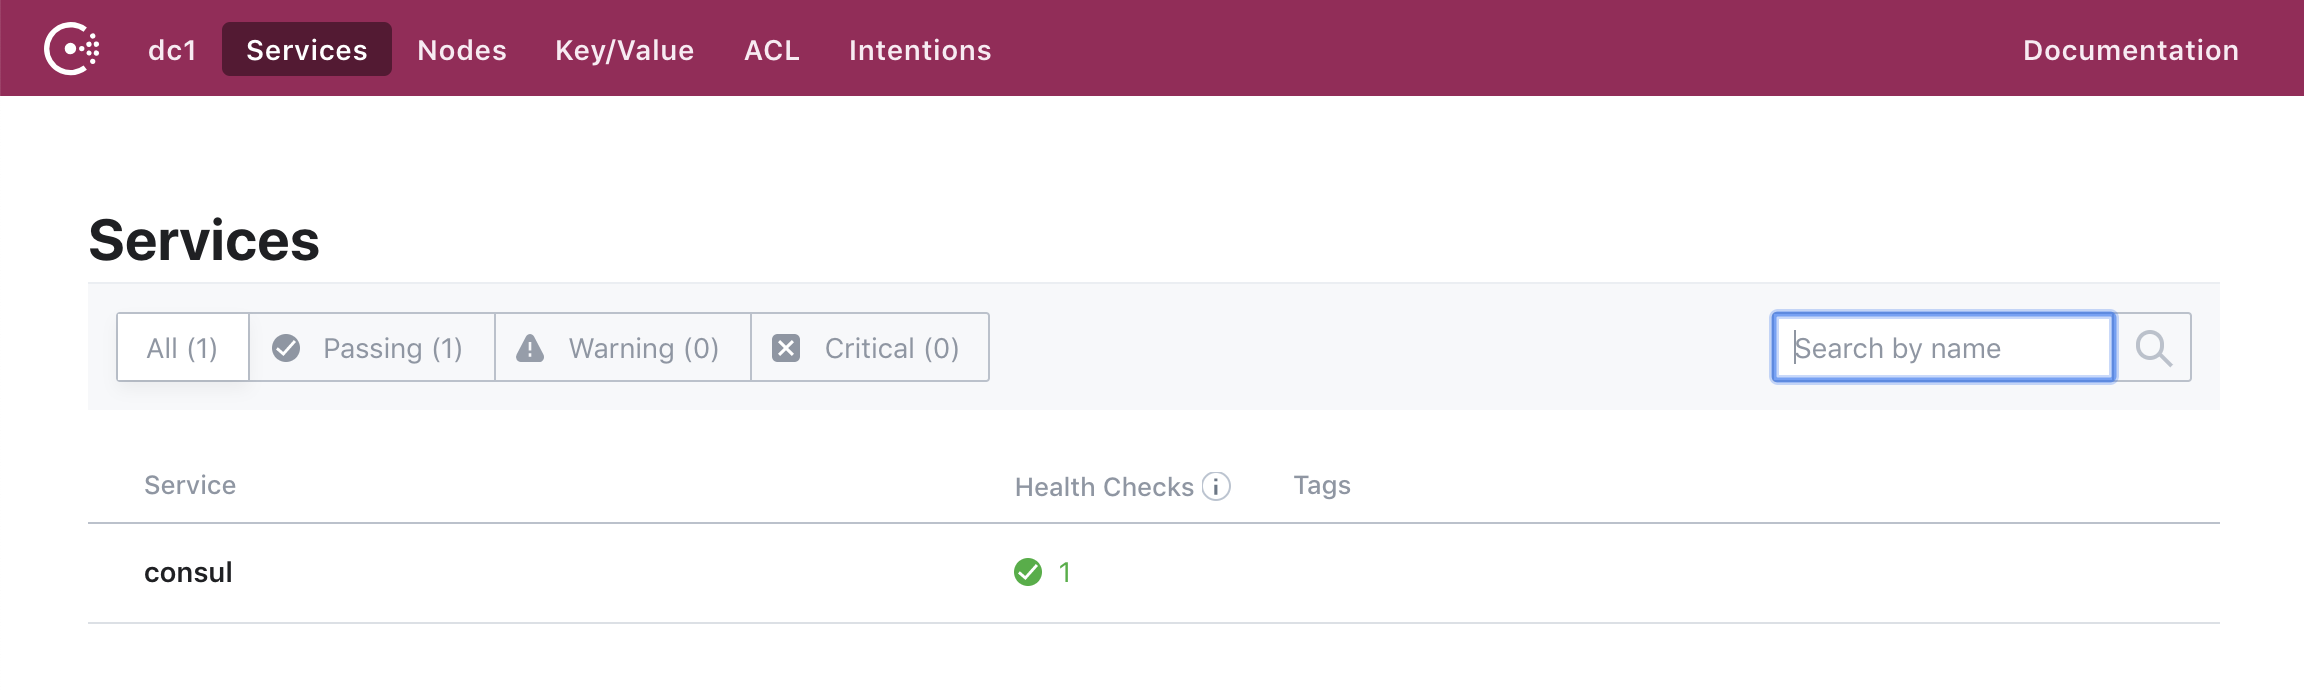 dc1 Services Nodes Key/Value ACL Intentions Documentation
Services
All (1) Passing (1) Warning (0) Critical (0) Search by name
Service Health Checks Tags
consul 1